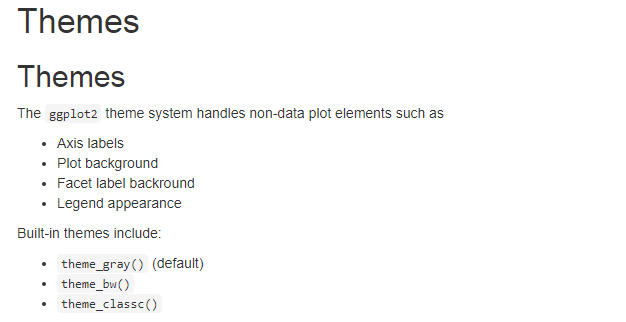 Themes
Themes
The ggplot2 theme system handles non-data plot elements such as
• Axis labels
• Plot background
• Facet label backround
• Legend appearance
Built-in themes include:
• theme_gray() (default)
• theme_bw()
• theme_classc()